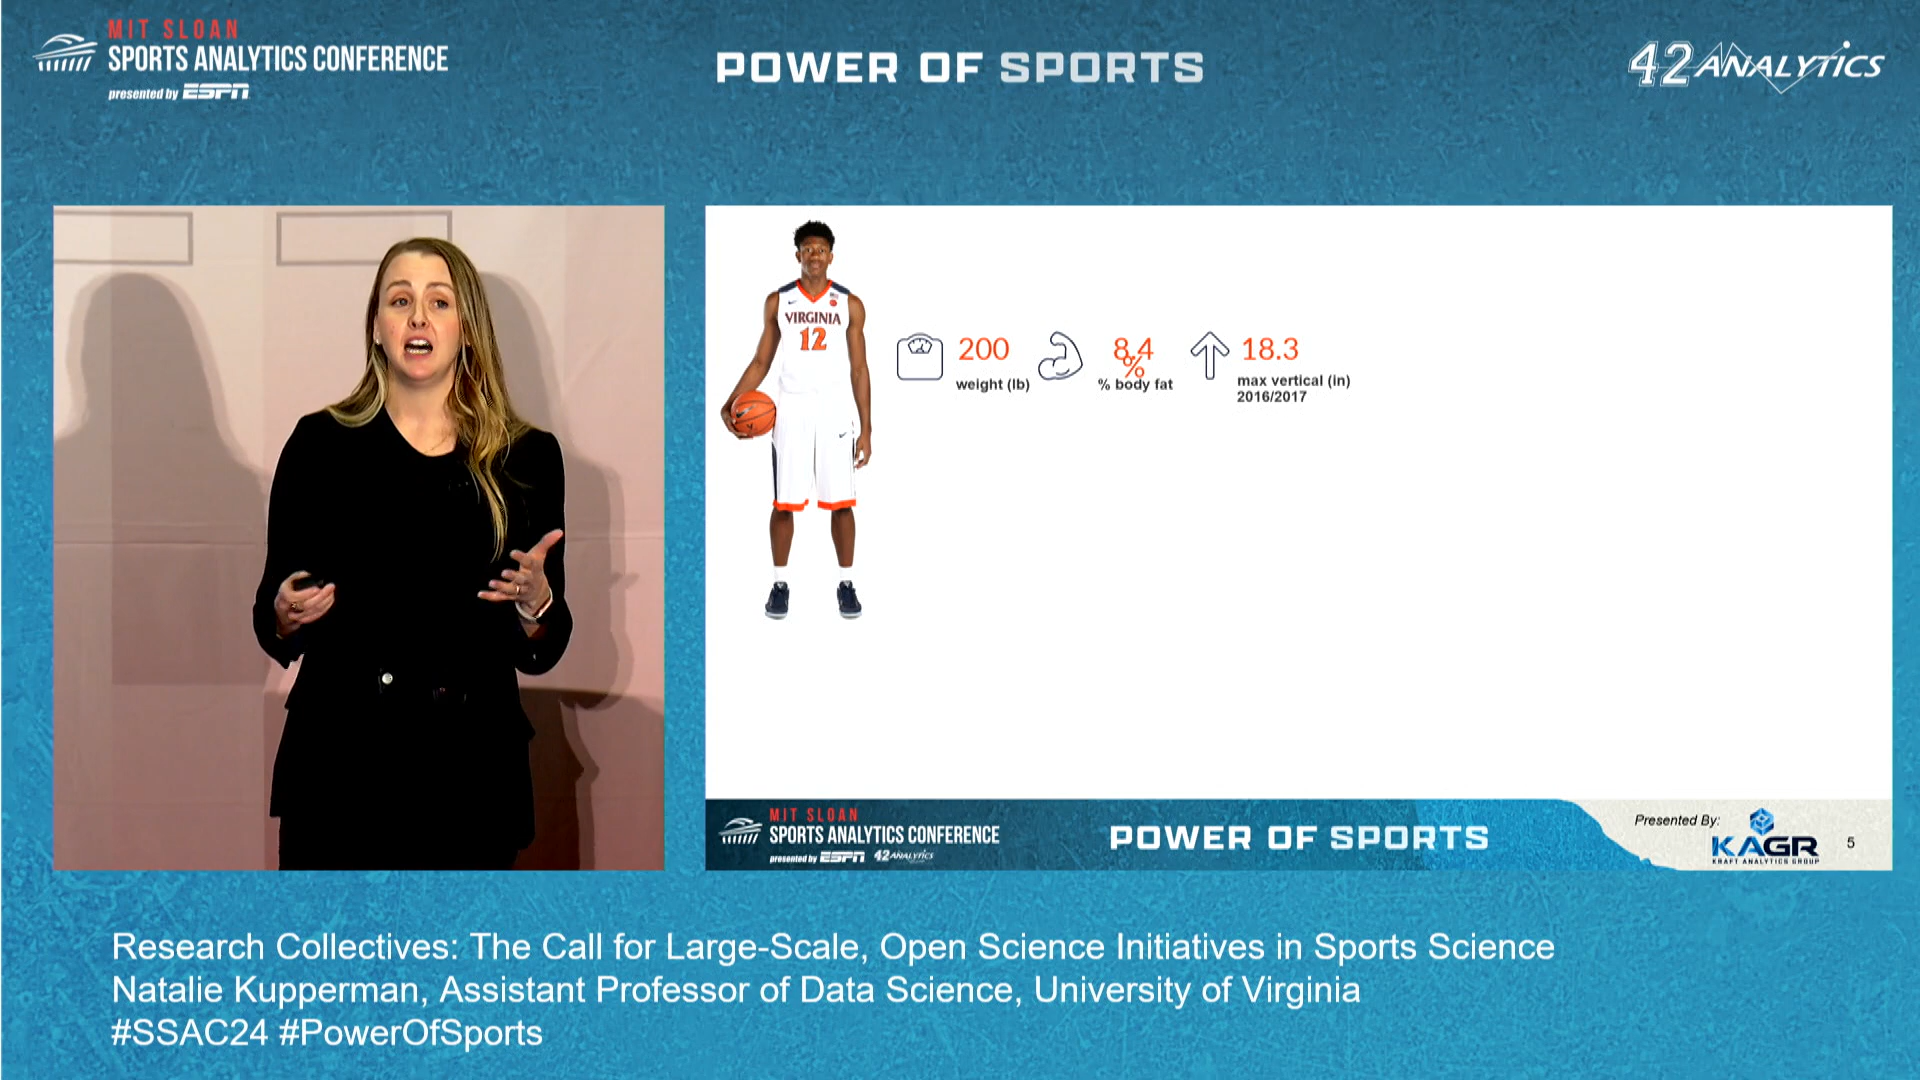 MIT SLOAN
SPORTS ANALYTICS CONFERENCE
presented by ESPN
POWER OF SPORTS
42 ANALYTICS
VIRGINIA
12
200
weight (lb)
8.4
%
% body fat
18.3
max vertical (in)
2016/2017
MIT SLOAN
SPORTS ANALYTICS CONFERENCE
presented by ESPN 42 ANALYTICS
POWER OF SPORTS
Presented By:
KAGR
KRAFT ANALYTICS GROUP
5
Research Collectives: The Call for Large-Scale, Open Science Initiatives in Sports Science
Natalie Kupperman, Assistant Professor of Data Science, University of Virginia
#SSAC24 #PowerOfSports